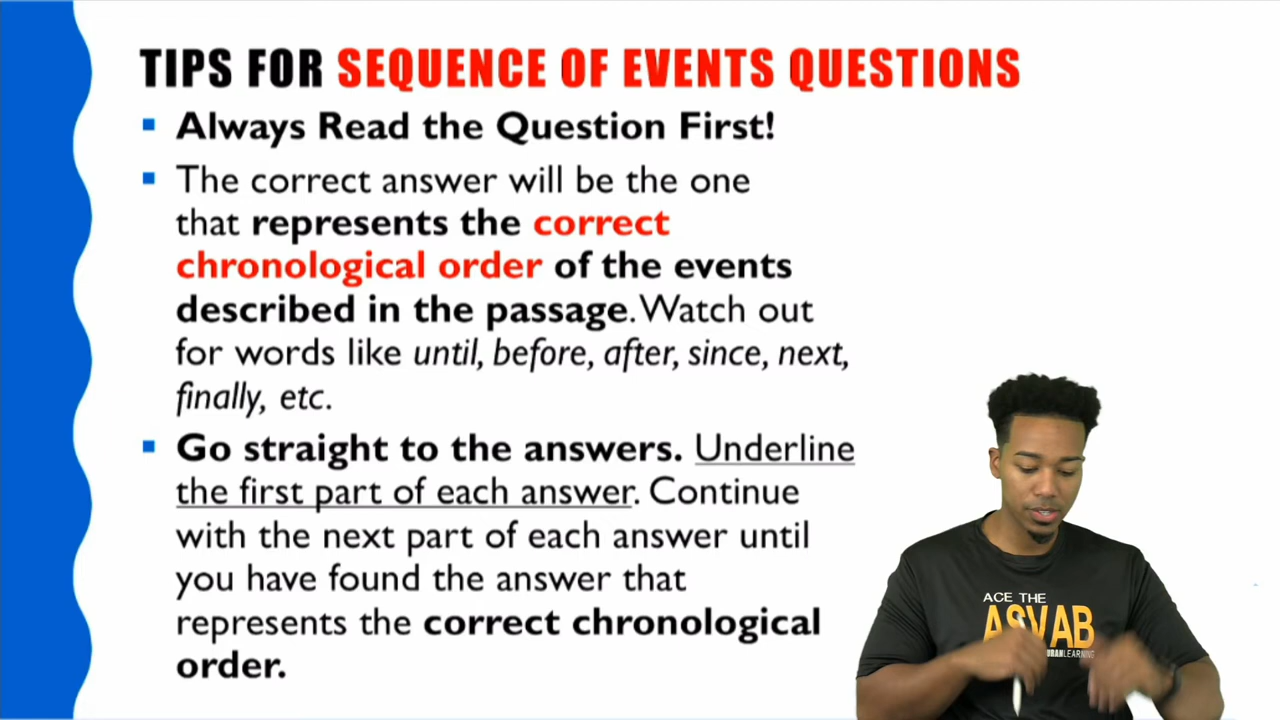 TIPS FOR SEQUENCE OF EVENTS QUESTIONS
Always Read the Question First!
The correct answer will be the one
that represents the correct
chronological order of the events
described in the passage. Watch out
for words like until, before, after, since, next,
finally, etc.
Go straight to the answers. Underline
the first part of each answer. Continue
with the next part of each answer until
you have found the answer that
represents the correct chronological
order.
ACE THE
ASVAB
LEARNING